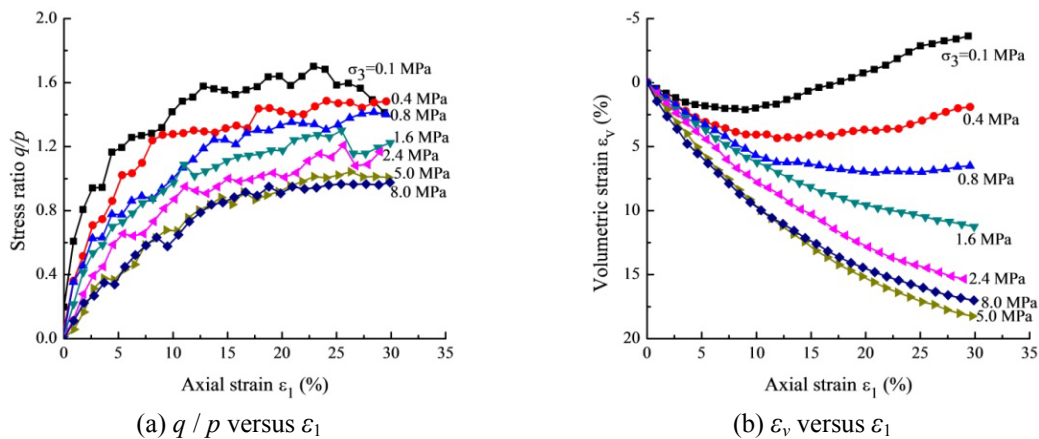 2.0
1.6
1.2
0.8
0.4
0.0
0 5 10 15 20 25 30 35
Stress ratio q/p
Axial strain ε1 (%)
σ3=0.1 MPa
0.4 MPa
0.8 MPa
1.6 MPa
2.4 MPa
5.0 MPa
8.0 MPa
(a) q / p versus ε1
-5
0
5
10
15
20
0 5 10 15 20 25 30 35
Volumetric strain εv (%)
Axial strain ε1 (%)
σ3=0.1 MPa
0.4 MPa
0.8 MPa
1.6 MPa
2.4 MPa
8.0 MPa
5.0 MPa
(b) εv versus ε1